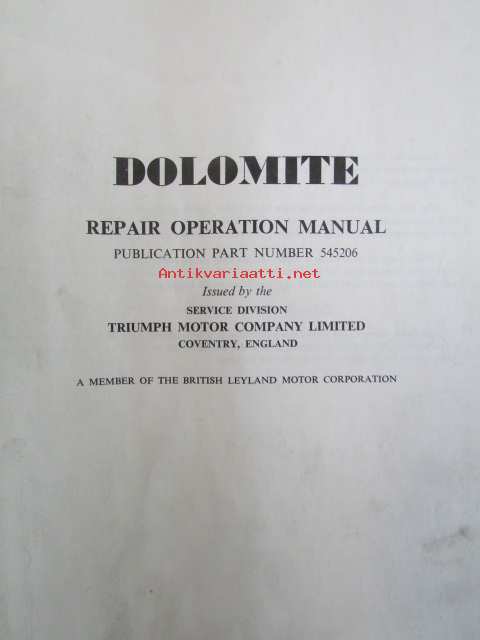 DOLOMITE
REPAIR OPERATION MANUAL
PUBLICATION PART NUMBER 545206
Antikvariaatti.net
Issued by the
SERVICE DIVISION
TRIUMPH MOTOR COMPANY LIMITED
COVENTRY, ENGLAND
A MEMBER OF THE BRITISH LEYLAND MOTOR CORPORATION